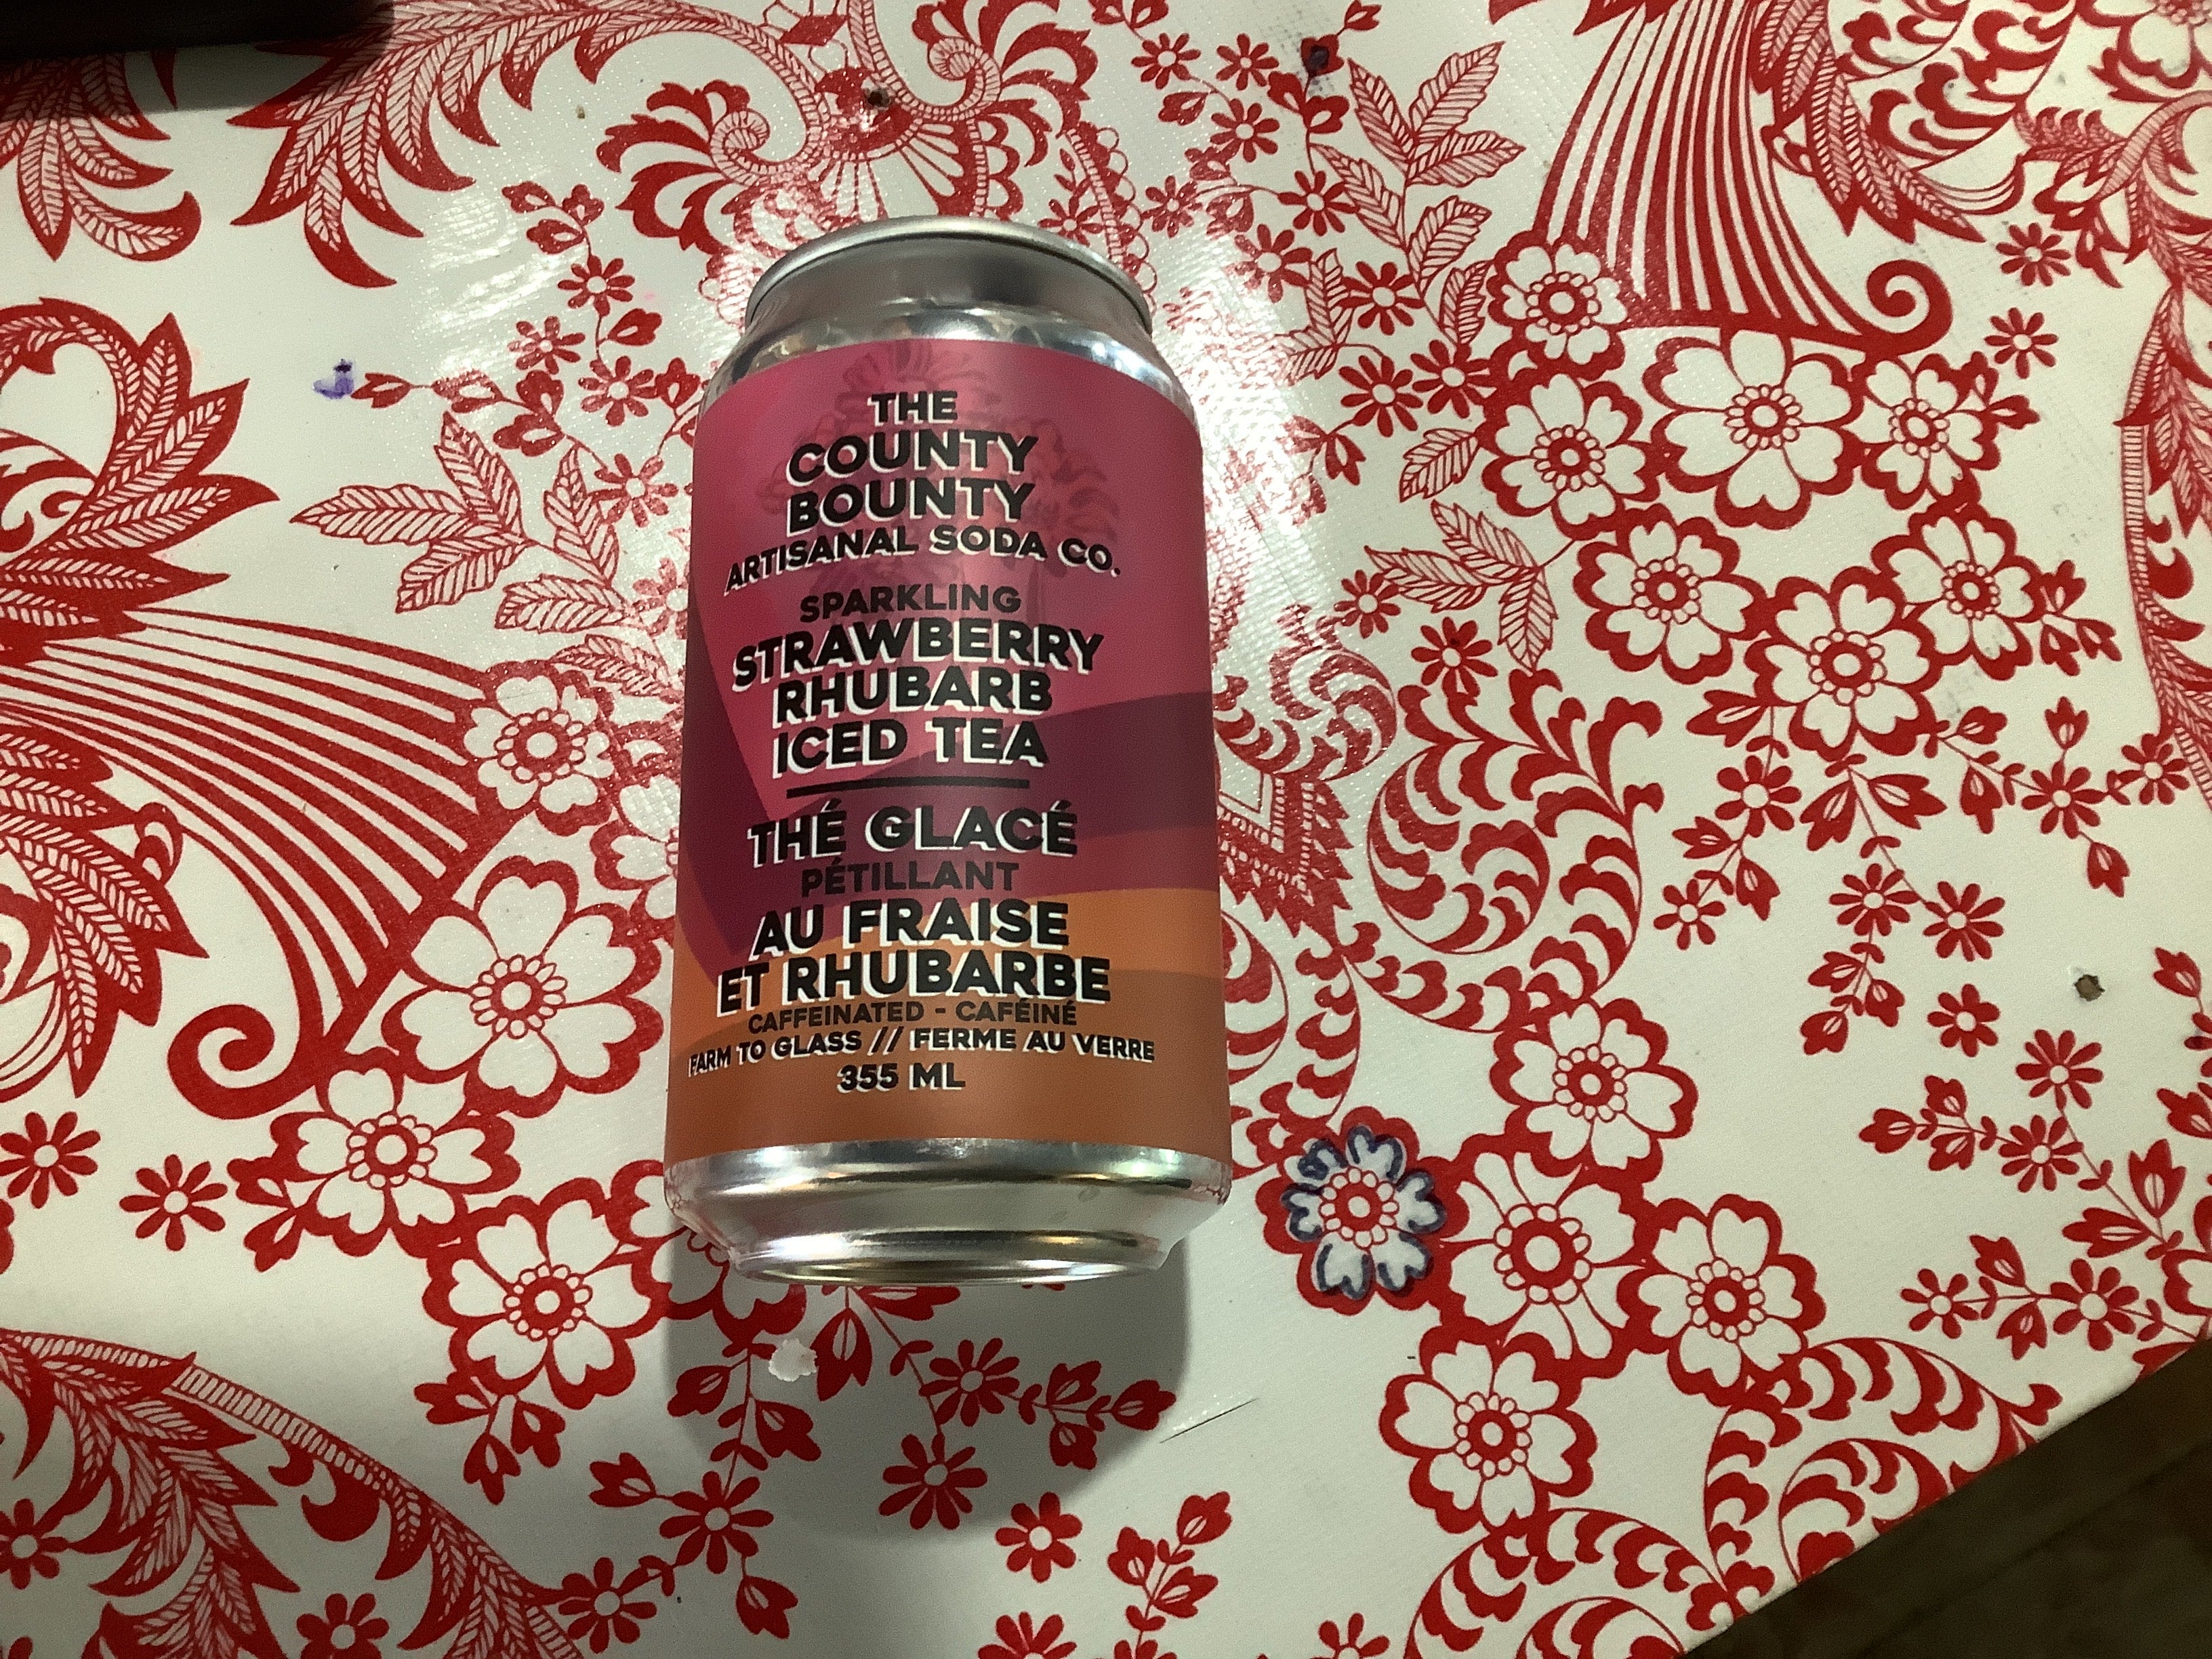 THE
COUNTY
BOUNTY
ARTISANAL SODA CO.
SPARKLING
STRAWBERRY
RHUBARB
ICED TEA
THÉ GLACÉ
PÉTILLANT
AU FRAISE
ET RHUBARBE
CAFFEINATED - CAFÉINÉ
FARM TO GLASS // FERME AU VERRE
355 ML